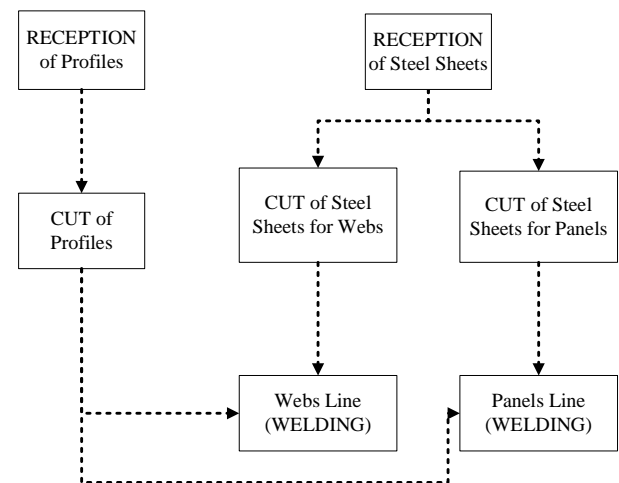 RECEPTION
of Profiles
RECEPTION
of Steel Sheets
CUT of
Profiles
CUT of Steel
Sheets for Webs
CUT of Steel
Sheets for Panels
Webs Line
(WELDING)
Panels Line
(WELDING)